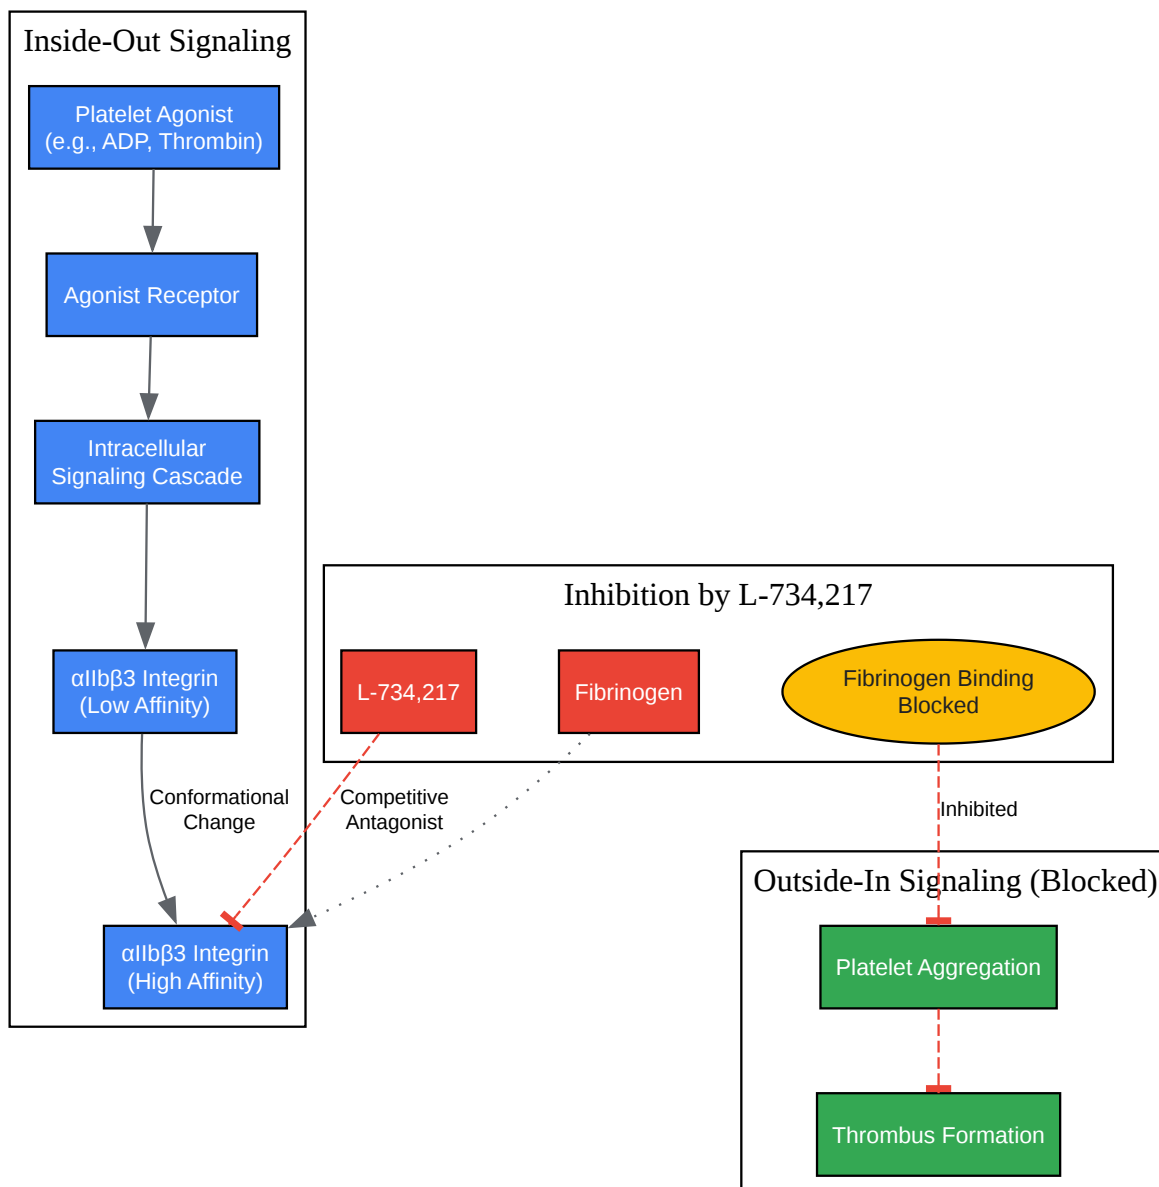 Inside-Out Signaling
Platelet Agonist
(e.g., ADP, Thrombin)
Agonist Receptor
Intracellular
Signaling Cascade
αIIbβ3 Integrin
(Low Affinity)
Conformational
Change
αIIbβ3 Integrin
(High Affinity)
Inhibition by L-734,217
L-734,217
Fibrinogen
Fibrinogen Binding
Blocked
Competitive
Antagonist
Inhibited
Outside-In Signaling (Blocked)
Platelet Aggregation
Thrombus Formation